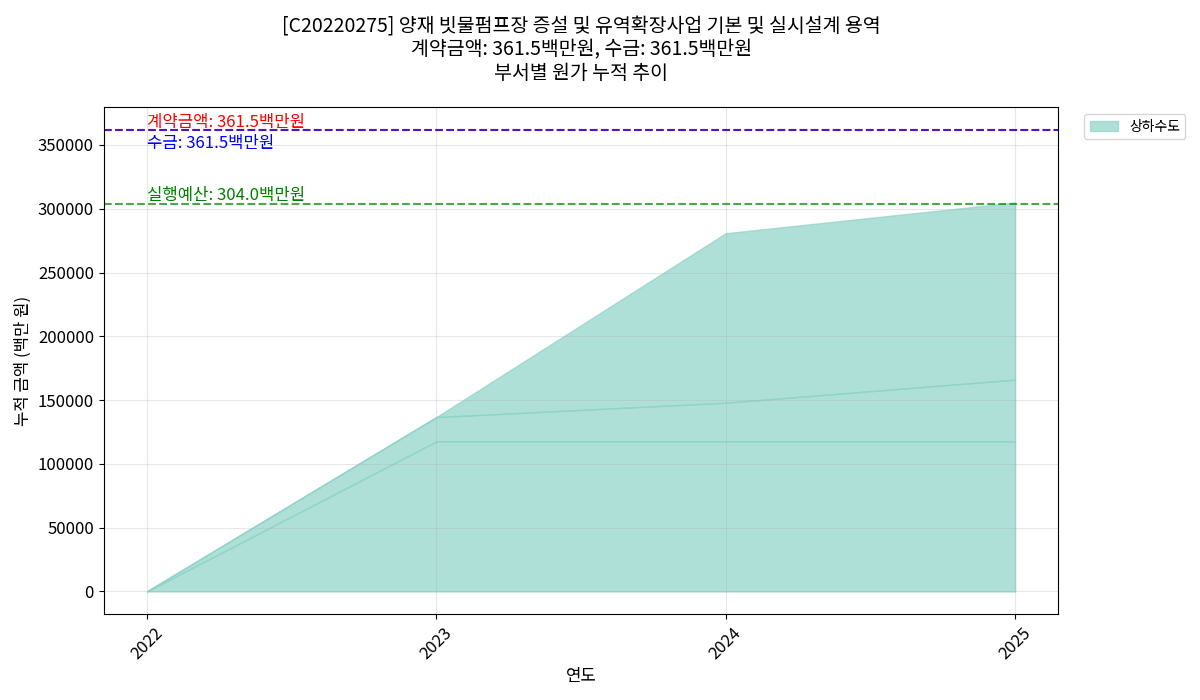 [C20220275] 양재 빗물펌프장 증설 및 유역확장사업 기본 및 실시설계 용역
계약금액: 361.5백만원, 수금: 361.5백만원
부서별 원가 누적 추이
계약금액: 361.5백만원
수금: 361.5백만원
실행예산: 304.0백만원
상하수도
누적 금액 (백만 원)
350000
300000
250000
200000
150000
100000
50000
0
2022
2023
2024
2025
연도